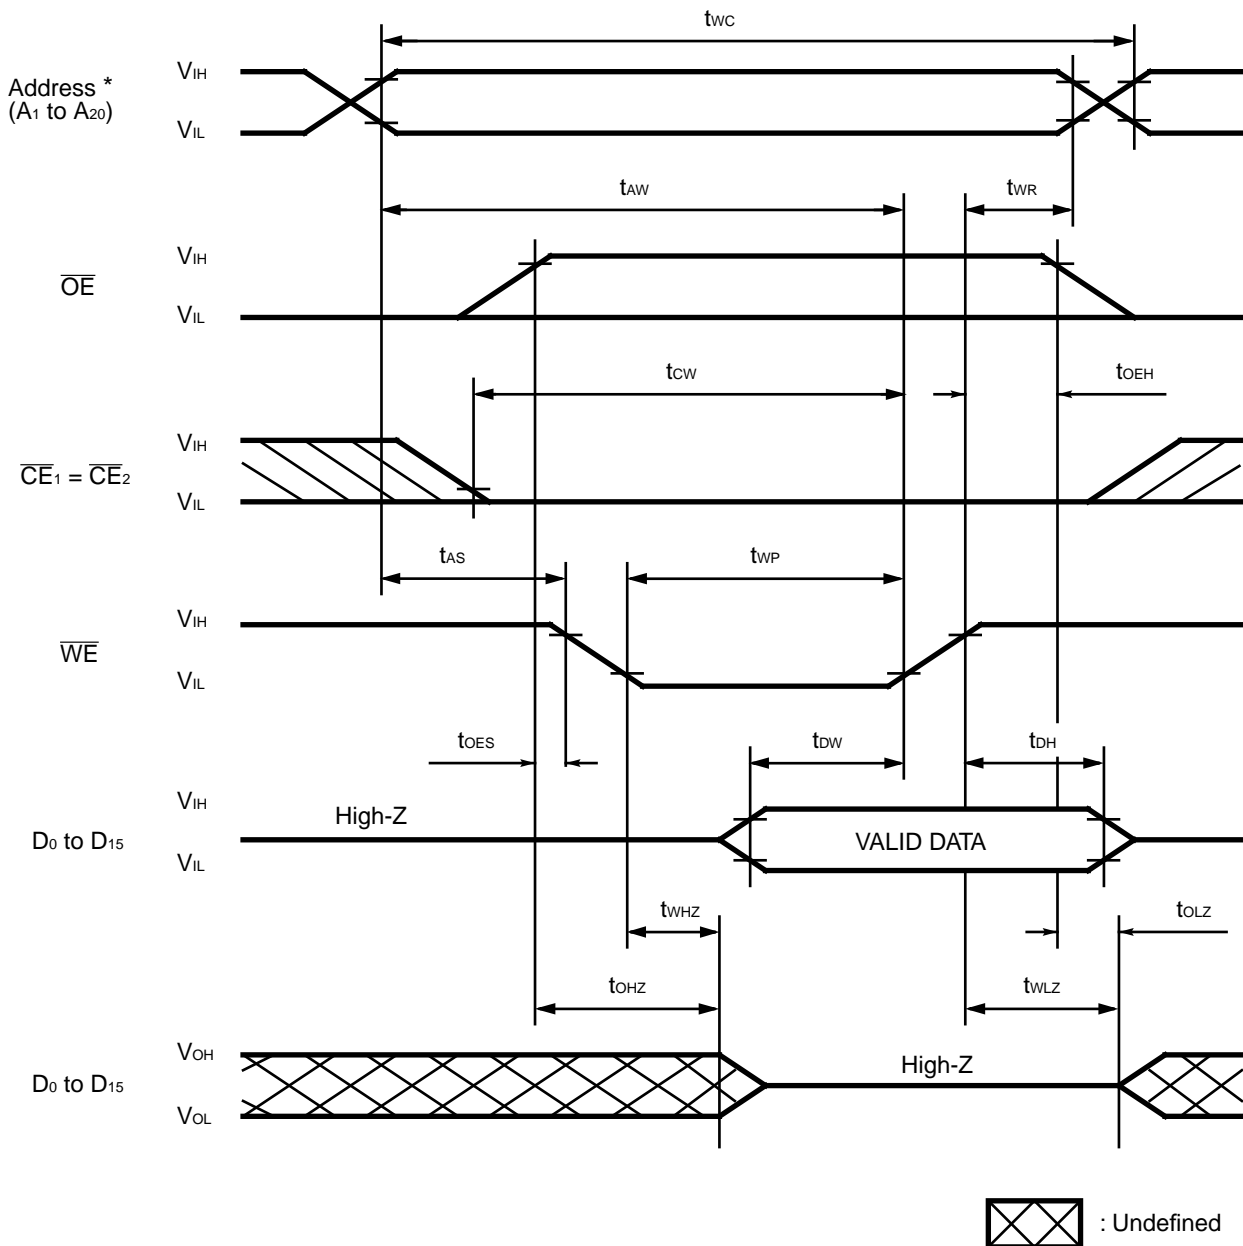 tWC
Address *
(A1 to A20)
VIH
VIL
tAW
tWR
OE
VIH
VIL
tCW
tOEH
CE1 = CE2
VIH
VIL
tAS
tWP
WE
VIH
VIL
tOES
tDW
tDH
D0 to D15
VIH
High-Z
VALID DATA
VIL
tWHZ
tOLZ
tOHZ
tWLZ
D0 to D15
VOH
High-Z
VOL
: Undefined